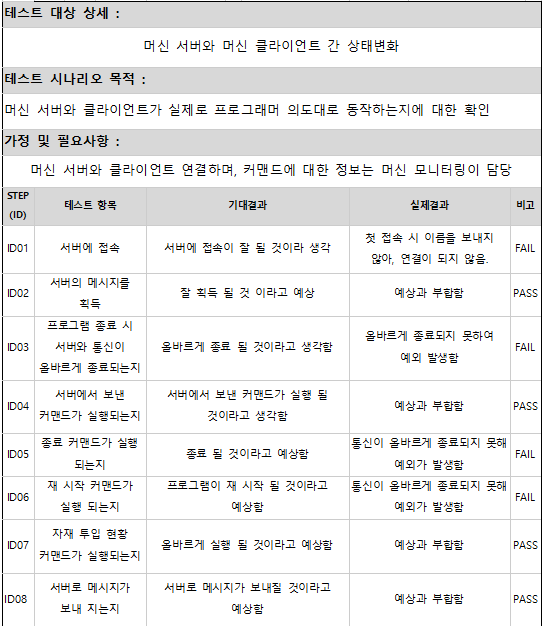 테스트 대상 상세 :
머신 서버와 머신 클라이언트 간 상태변화
테스트 시나리오 목적 :
머신 서버와 클라이언트가 실제로 프로그래머 의도대로 동작하는지에 대한 확인
가정 및 필요사항 :
머신 서버와 클라이언트 연결하며, 커맨드에 대한 정보는 머신 모니터링이 담당
STEP
(ID)
테스트 항목
기대결과
실제결과
비고
ID01
서버에 접속
서버에 접속이 잘 될 것이라 생각
첫 접속 시 이름을 보내지
않아, 연결이 되지 않음.
FAIL
ID02
서버의 메시지를
획득
잘 획득 될 것 이라고 예상
예상과 부합함
PASS
ID03
프로그램 종료 시
서버와 통신이
올바르게 종료되는지
올바르게 종료 될 것이라고 생각함
올바르게 종료되지 못하여
예외 발생함
FAIL
ID04
서버에서 보낸
커맨드가 실행되는지
서버에서 보낸 커맨드가 실행 될
것이라고 생각함
예상과 부합함
PASS
ID05
종료 커맨드가 실행
되는지
종료 될 것이라고 예상함
통신이 올바르게 종료되지 못해
예외가 발생함
FAIL
ID06
재 시작 커맨드가
실행 되는지
프로그램이 재 시작 될 것이라고
예상함
통신이 올바르게 종료되지 못해
예외가 발생함
FAIL
ID07
자재 투입 현황
커맨드가 실행되는지
올바르게 실행 될 것이라고 예상함
예상과 부합함
PASS
ID08
서버로 메시지가
보내 지는지
서버로 메시지가 보내질 것이라고
예상함
예상과 부합함
PASS